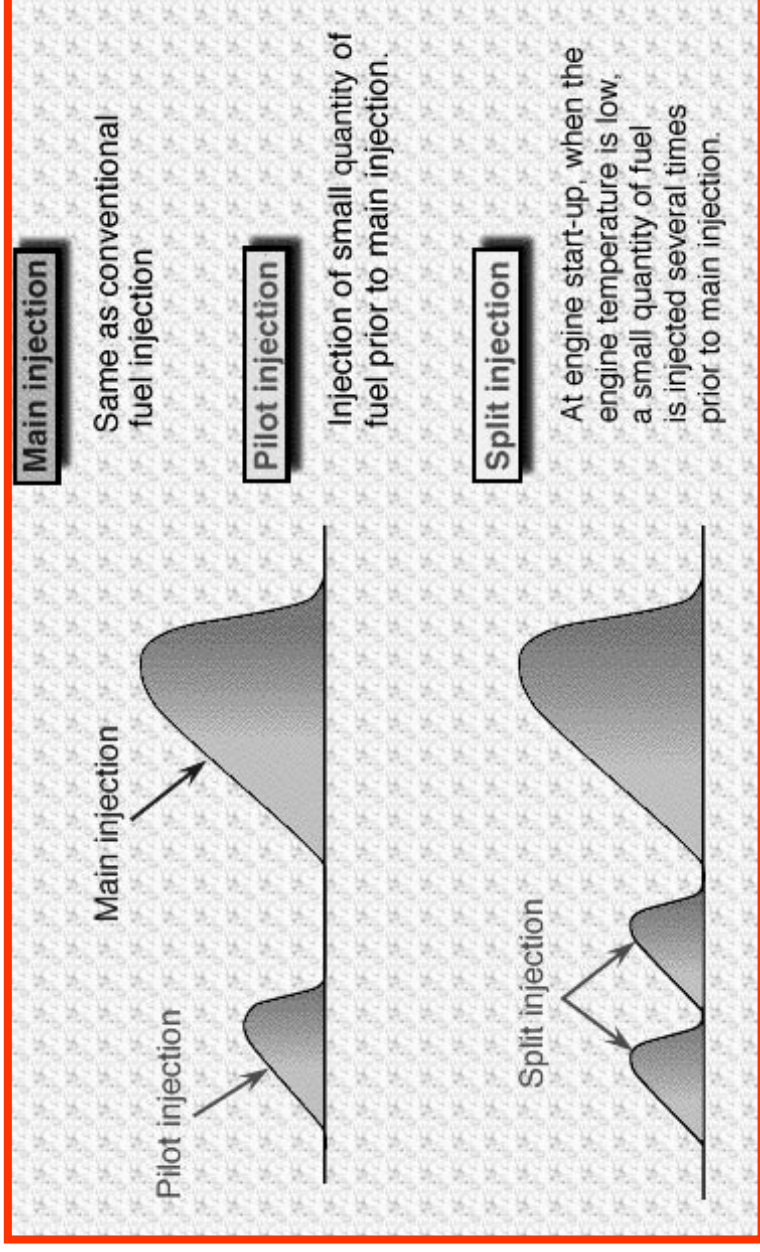 Main injection
Same as conventional
fuel injection
Pilot injection
Injection of small quantity of
fuel prior to main injection.
Split injection
At engine start-up, when the
engine temperature is low,
a small quantity of fuel
is injected several times
prior to main injection.
Main injection
Pilot injection
Split injection